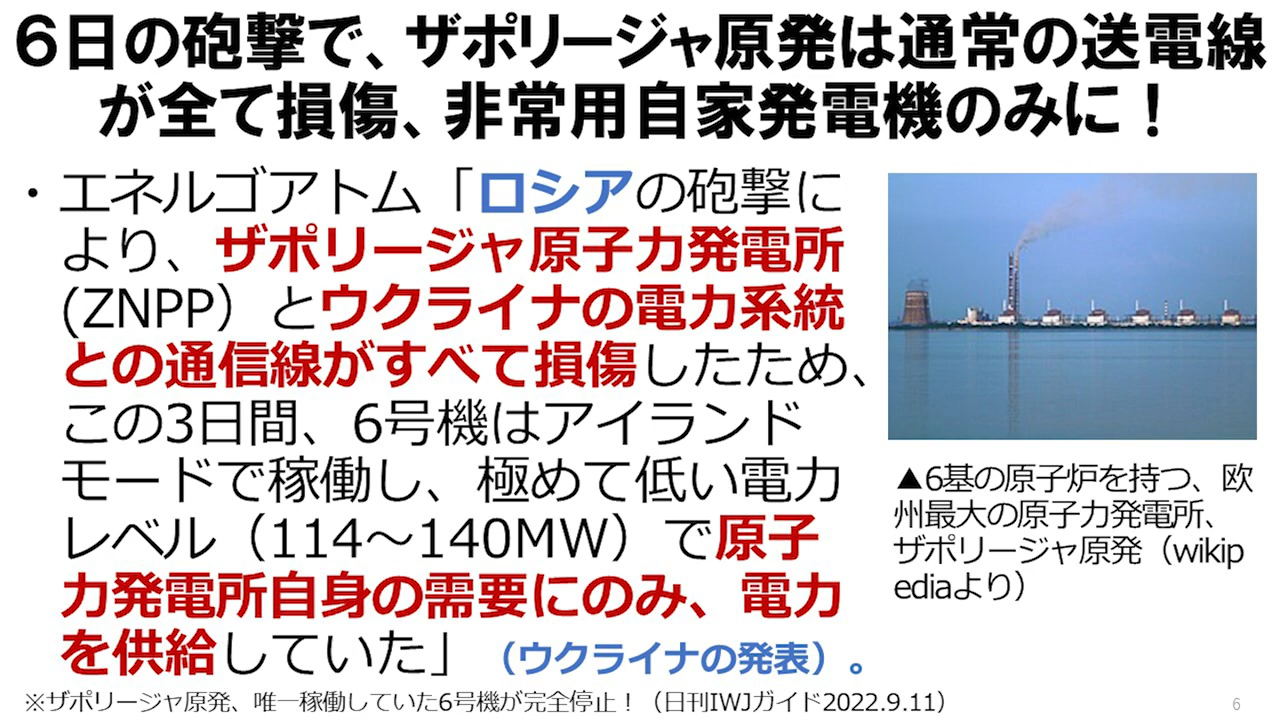 6日の砲撃で、ザポリージャ原発は通常の送電線
が全て損傷、非常用自家発電機のみに！
・エネルゴアトム「ロシアの砲撃に
より、ザポリージャ原子力発電所
(ZNPP）とウクライナの電力系統
との通信線がすべて損傷したため、
この3日間、6号機はアイランド
モードで稼働し、極めて低い電力
レベル（114～140MW）で原子
力発電所自身の需要にのみ、電力
を供給していた」（ウクライナの発表）。
▲6基の原子炉を持つ、欧
州最大の原子力発電所、
ザポリージャ原発（wikip
ediaより）
※ザポリージャ原発、唯一稼働していた6号機が完全停止！（日刊IWJガイド2022.9.11）
6